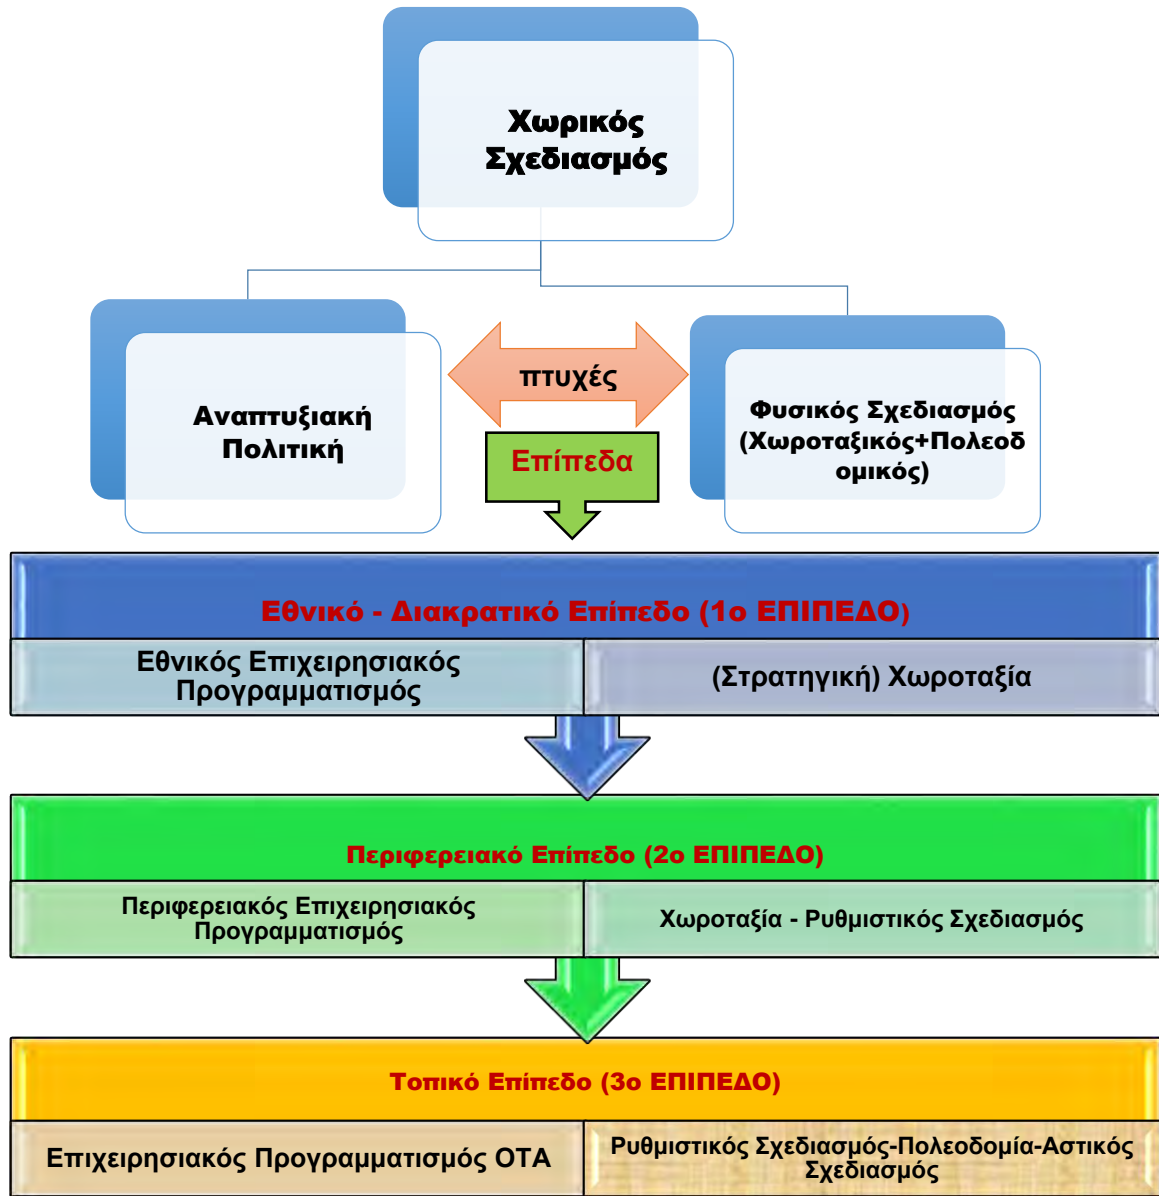 Χωρικός
Σχεδιασμός
πτυχές
Αναπτυξιακή
Πολιτική
Φυσικός Σχεδιασμός
(Χωροταξικός+Πολεοδ
ομικός)
Επίπεδα
Εθνικό - Διακρατικό Επίπεδο (1ο ΕΠΙΠΕΔΟ)
Εθνικός Επιχειρησιακός
Προγραμματισμός
(Στρατηγική) Χωροταξία
Περιφερειακό Επίπεδο (2ο ΕΠΙΠΕΔΟ)
Περιφερειακός Επιχειρησιακός
Προγραμματισμός
Χωροταξία - Ρυθμιστικός Σχεδιασμός
Τοπικό Επίπεδο (3ο ΕΠΙΠΕΔΟ)
Επιχειρησιακός Προγραμματισμός ΟΤΑ
Ρυθμιστικός Σχεδιασμός-Πολεοδομία-Αστικός
Σχεδιασμός